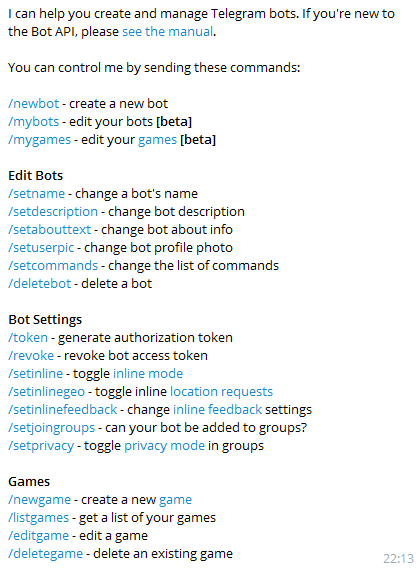 I can help you create and manage Telegram bots. If you're new to
the Bot API, please see the manual.
You can control me by sending these commands:
/newbot - create a new bot
/mybots - edit your bots [beta]
/mygames - edit your games [beta]
Edit Bots
/setname - change a bot's name
/setdescription - change bot description
/setabouttext - change bot about info
/setuserpic - change bot profile photo
/setcommands - change the list of commands
/deletebot - delete a bot
Bot Settings
/token - generate authorization token
/revoke - revoke bot access token
/setinline - toggle inline mode
/setinlinegeo - toggle inline location requests
/setinlinefeedback - change inline feedback settings
/setjoingroups - can your bot be added to groups?
/setprivacy - toggle privacy mode in groups
Games
/newgame - create a new game
/listgames - get a list of your games
/editgame - edit a game
/deletegame - delete an existing game
22:13